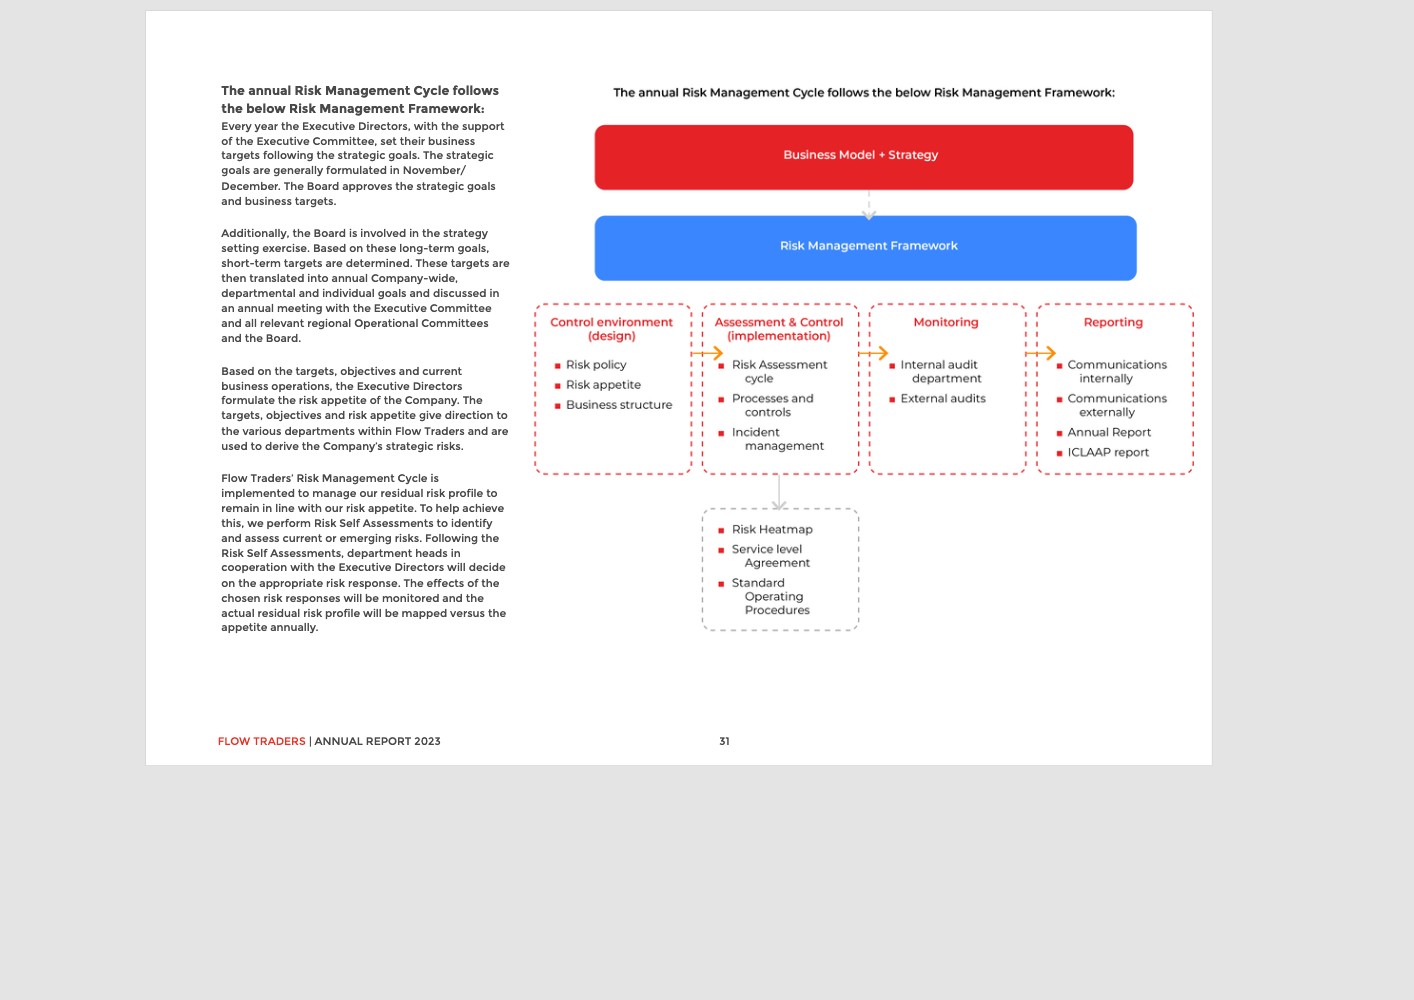 The annual Risk Management Cycle follows
the below Risk Management Framework:
Every year the Executive Directors, with the support
of the Executive Committee, set their business
targets following the strategic goals. The strategic
goals are generally formulated in November/
December. The Board approves the strategic goals
and business targets.
Additionally, the Board is involved in the strategy
setting exercise. Based on these long-term goals,
short-term targets are determined. These targets are
then translated into annual Company-wide,
departmental and individual goals and discussed in
an annual meeting with the Executive Committee
and all relevant regional Operational Committees
and the Board.
Based on the targets, objectives and current
business operations, the Executive Directors
formulate the risk appetite of the Company. The
targets, objectives and risk appetite give direction to
the various departments within Flow Traders and are
used to derive the Company's strategic risks.
Flow Traders' Risk Management Cycle is
implemented to manage our residual risk profile to
remain in line with our risk appetite. To help achieve
this, we perform Risk Self Assessments to identify
and assess current or emerging risks. Following the
Risk Self Assessments, department heads in
cooperation with the Executive Directors will decide
on the appropriate risk response. The effects of the
chosen risk responses will be monitored and the
actual residual risk profile will be mapped versus the
appetite annually.
The annual Risk Management Cycle follows the below Risk Management Framework:
Business Model + Strategy
Risk Management Framework
Control environment
(design)
Risk policy
Risk appetite
Business structure
Assessment & Control
(implementation)
Risk Assessment
cycle
Processes and
controls
Incident
management
Monitoring
Internal audit
department
External audits
Reporting
Communications
internally
Communications
externally
Annual Report
ICLAAP report
Risk Heatmap
Service level
Agreement
Standard
Operating
Procedures
FLOW TRADERS | ANNUAL REPORT 2023
31